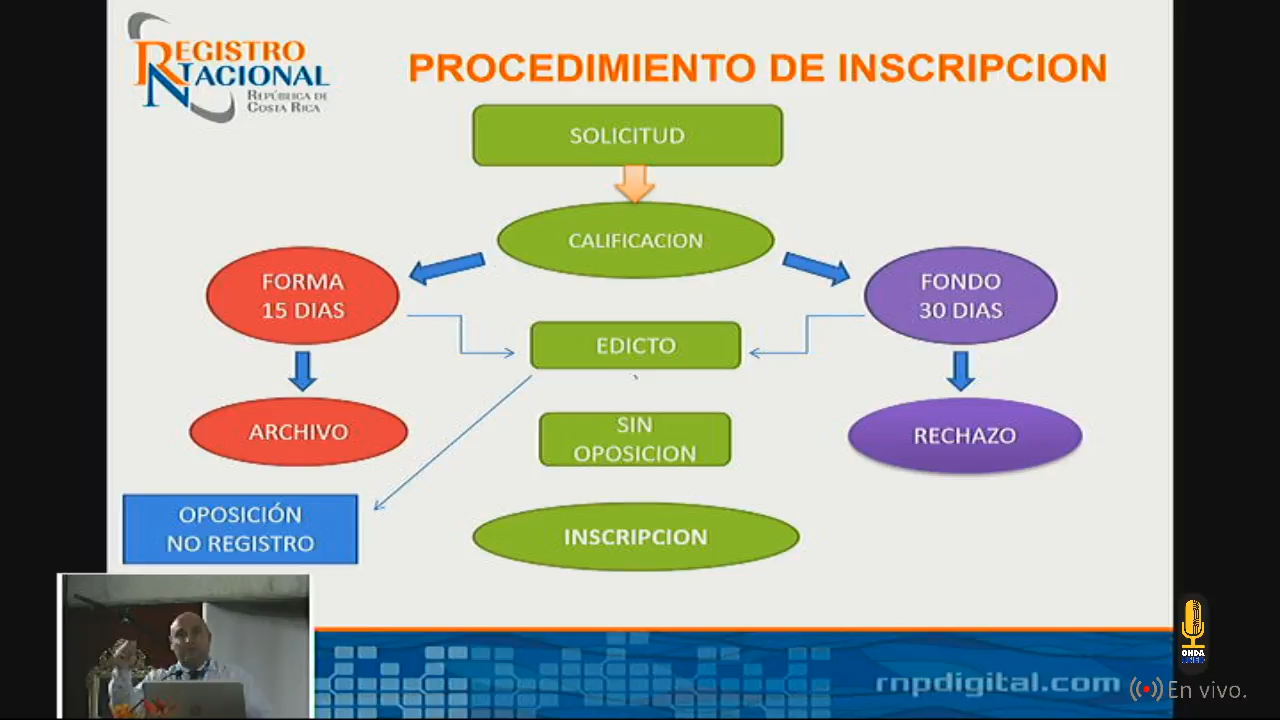 REGISTRO
NACIONAL
REPÚBLICA DE
COSTA RICA
PROCEDIMIENTO DE INSCRIPCION
SOLICITUD
CALIFICACION
FORMA
15 DIAS
FONDO
30 DIAS
EDICTO
ARCHIVO
SIN
OPOSICION
RECHAZO
OPOSICIÓN
NO REGISTRO
INSCRIPCION
rnpdigital.com
ONDA
En vivo.